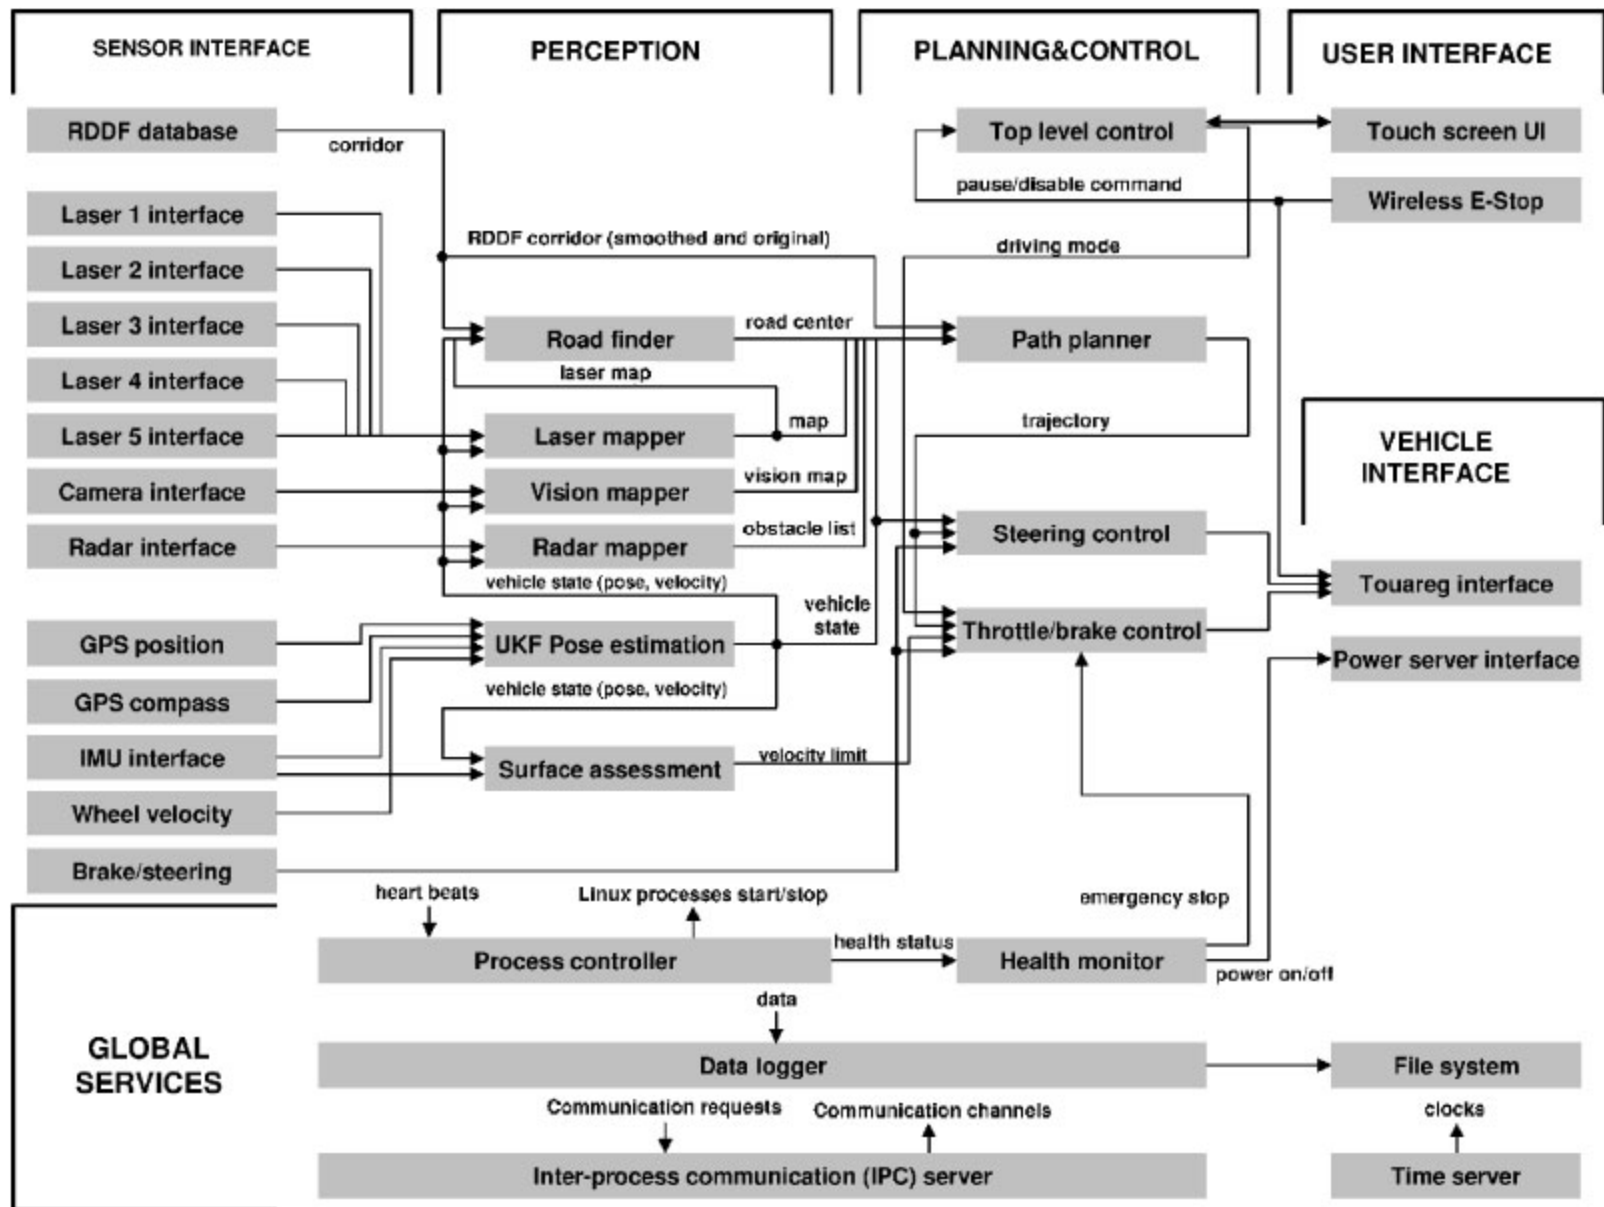 SENSOR INTERFACE
PERCEPTION
PLANNING&CONTROL
USER INTERFACE
RDDF database
corridor
Top level control
Touch screen UI
pause/disable command
Wireless E-Stop
Laser 1 interface
RDDF corridor (smoothed and original)
driving mode
Laser 2 interface
Laser 3 interface
Road finder
road center
Path planner
laser map
Laser 4 interface
Laser 5 interface
Laser mapper
map
trajectory
VEHICLE
INTERFACE
Camera interface
Vision mapper
vision map
Radar interface
Radar mapper
obstacle list
Steering control
vehicle state (pose, velocity)
Touareg interface
vehicle
state
GPS position
UKF Pose estimation
Throttle/brake control
Power server interface
vehicle state (pose, velocity)
GPS compass
IMU interface
Surface assessment
velocity limit
Wheel velocity
Brake/steering
heart beats
Linux processes start/stop
emergency stop
Process controller
health status
Health monitor
power on/off
data
GLOBAL
SERVICES
Data logger
File system
Communication requests
Communication channels
clocks
Inter-process communication (IPC) server
Time server